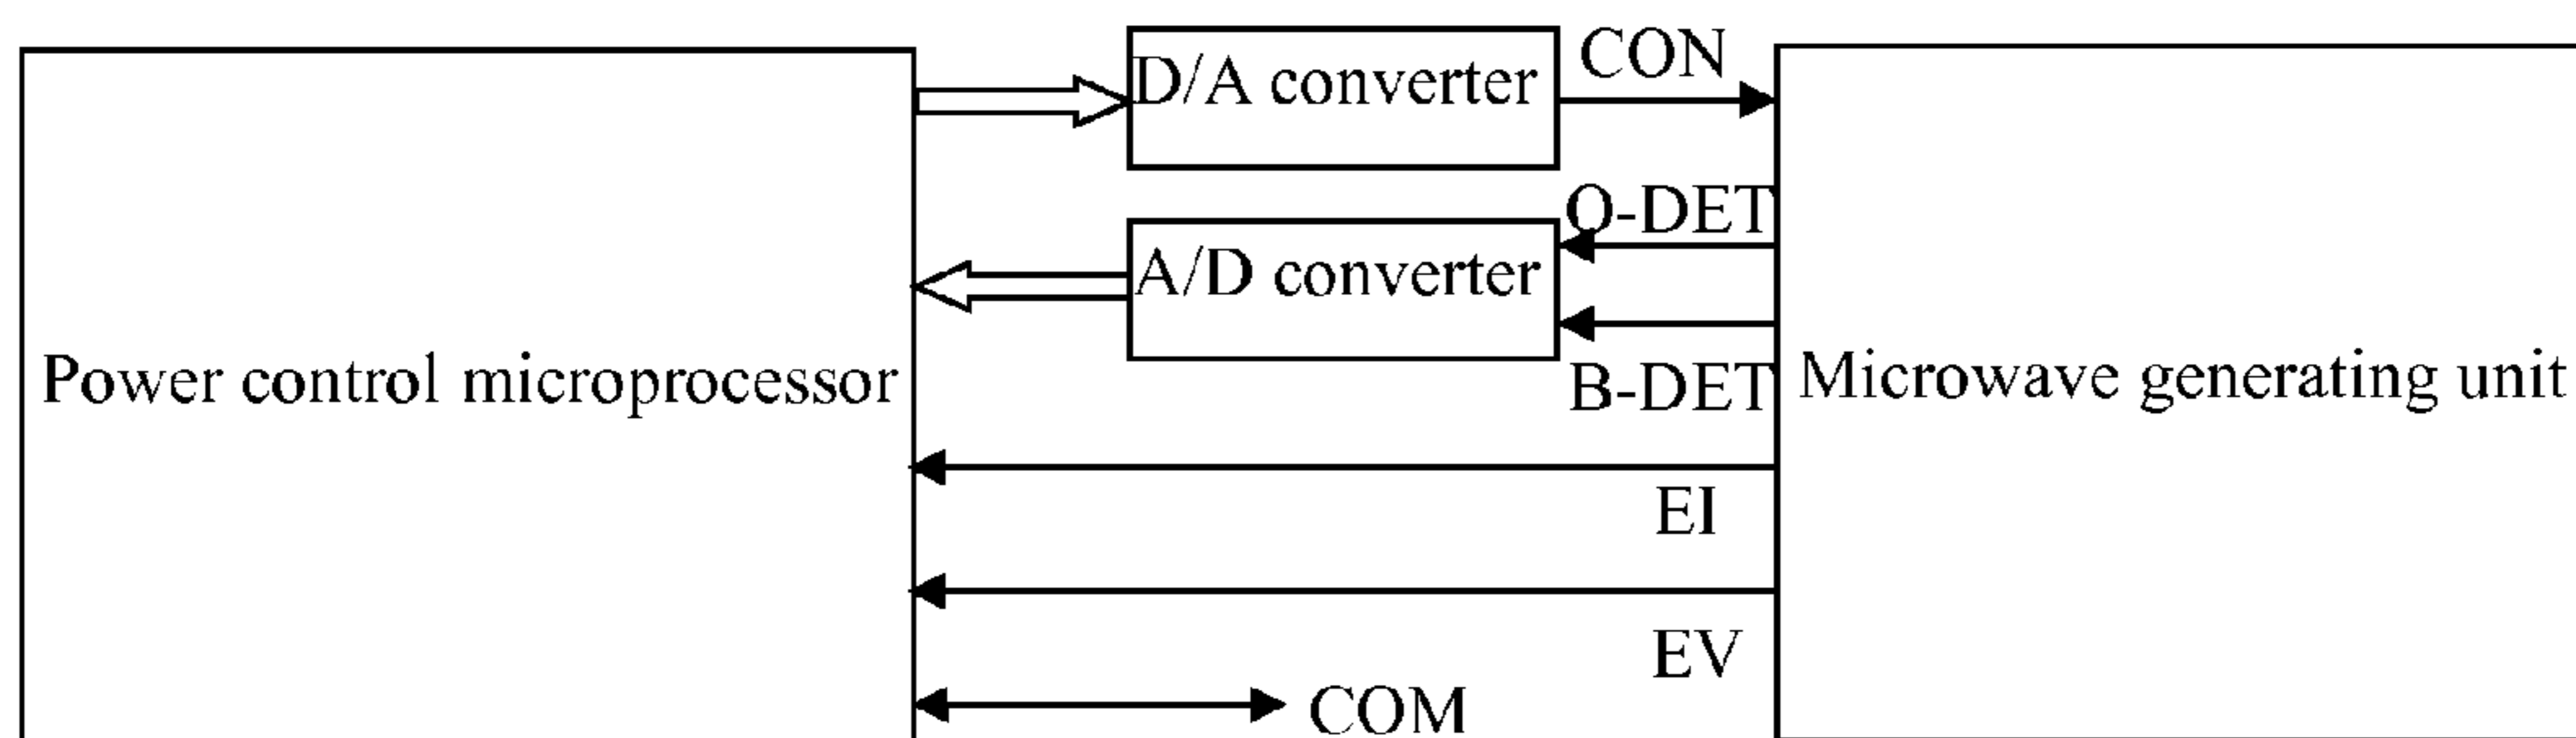 CON
D/A converter
O-DET
A/D converter
Power control microprocessor
B-DET
Microwave generating unit
EI
EV
COM